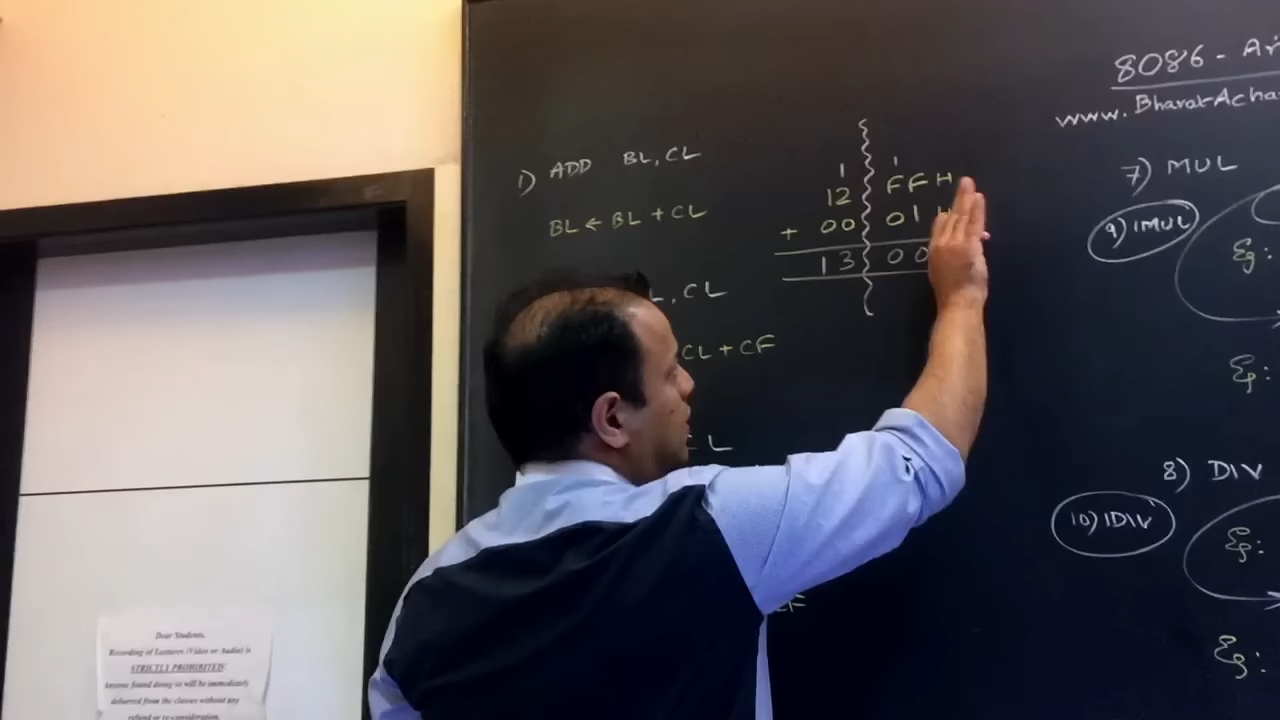 1) ADD BL, CL
BL ← BL + CL
L, CL
CL + CF
CL
CF
1 1
12 FFH
+ 00 01 H
13 00
8086 - Ar
www.BharatAcha
7) MUL
9) IMUL
Eg:
Eg:
8) DIV
10) IDIV
Eg:
Eg:
Dear Students,
Recording of Lectures (Video or Audio) is
STRICTLY PROHIBITED!
Anyone found doing so will be immediately
debarred from the classes without any
refund or re-consideration.